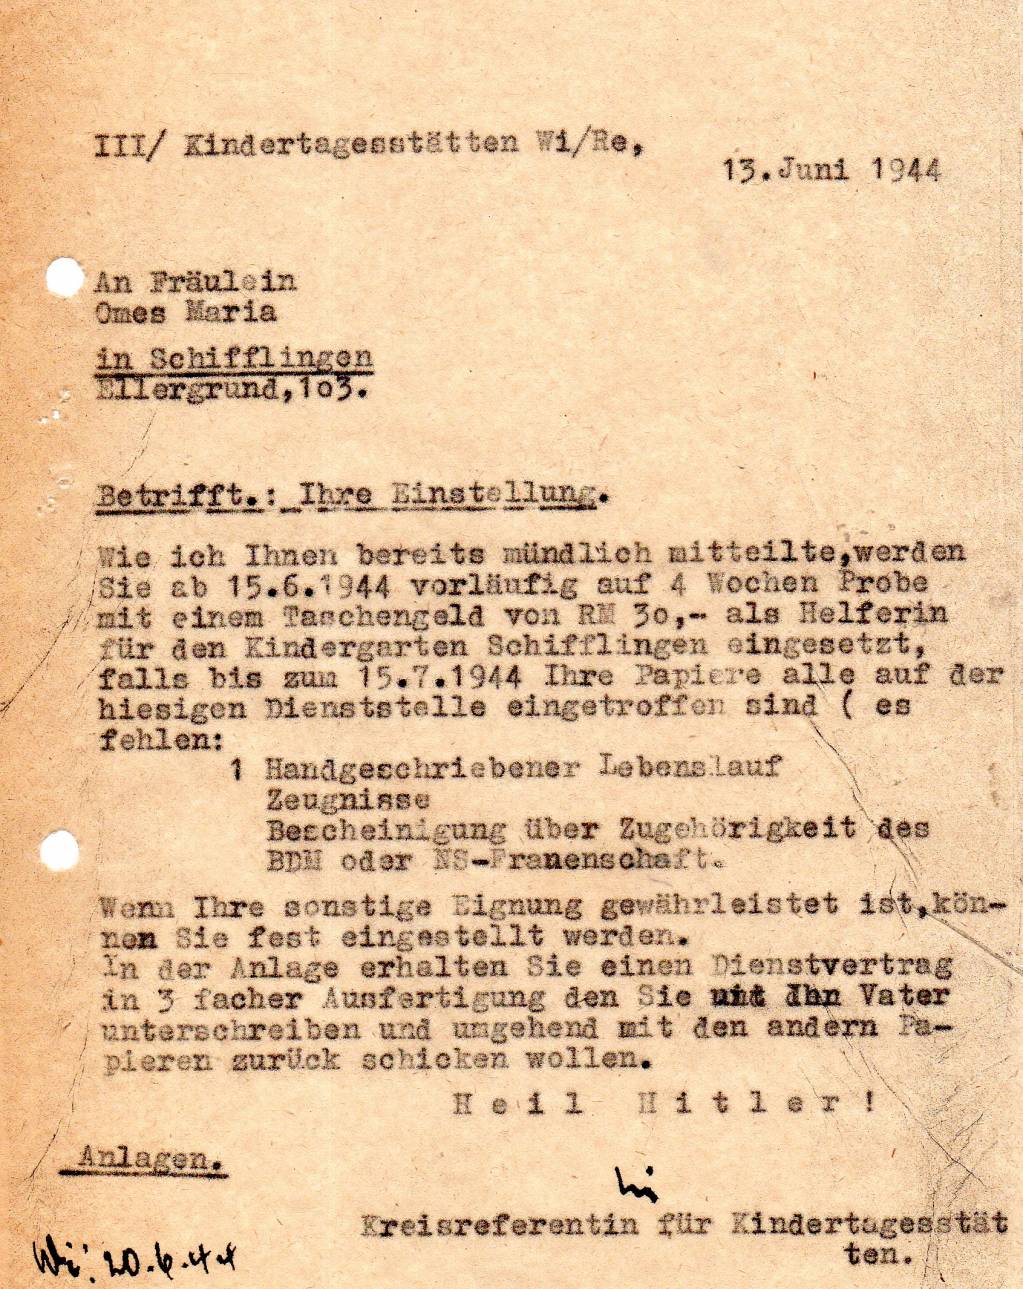 III/ Kindertagesstätten Wi/Re,
13.Juni 1944
An Fräulein
Omes Maria
in Schifflingen
Ellergrund,1o3.
Betrifft.: Ihre Einstellung.
Wie ich Ihnen bereits mündlich mitteilte,werden
Sie ab 15.6.1944 vorläufig auf 4 Wochen Probe
mit einem Taschengeld von RM 3o,-- als Helferin
für den Kindergarten Schifflingen eingesetzt,
falls bis zum 15.7.1944 Ihre Papiere alle auf der
hiesigen Dienststelle eingetroffen sind ( es
fehlen:
1 Handgeschriebener Lebenslauf
Zeugnisse
Bescheinigung über Zugehörigkeit des
BDM oder NS-Frauenschaft.
Wenn Ihre sonstige Eignung gewährleistet ist,kön-
nen Sie fest eingestellt werden.
In der Anlage erhalten Sie einen Dienstvertrag
in 3 facher Ausfertigung den Sie und Ihn Vater
unterschreiben und umgehend mit den andern Pa-
pieren zurück schicken wollen.
H e i l  H i t l e r !
Anlagen.
Kreisreferentin für Kindertagesstät
ten.
Wi: 20.6.44